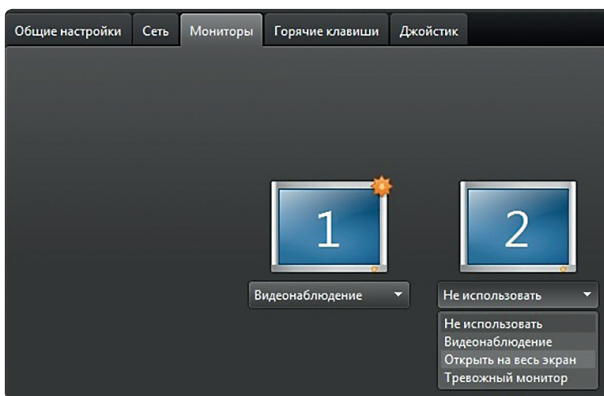 Общие настройки Сеть Мониторы Горячие клавиши Джойстик
1 2
Видеонаблюдение Не использовать
Не использовать
Видеонаблюдение
Открыть на весь экран
Тревожный монитор